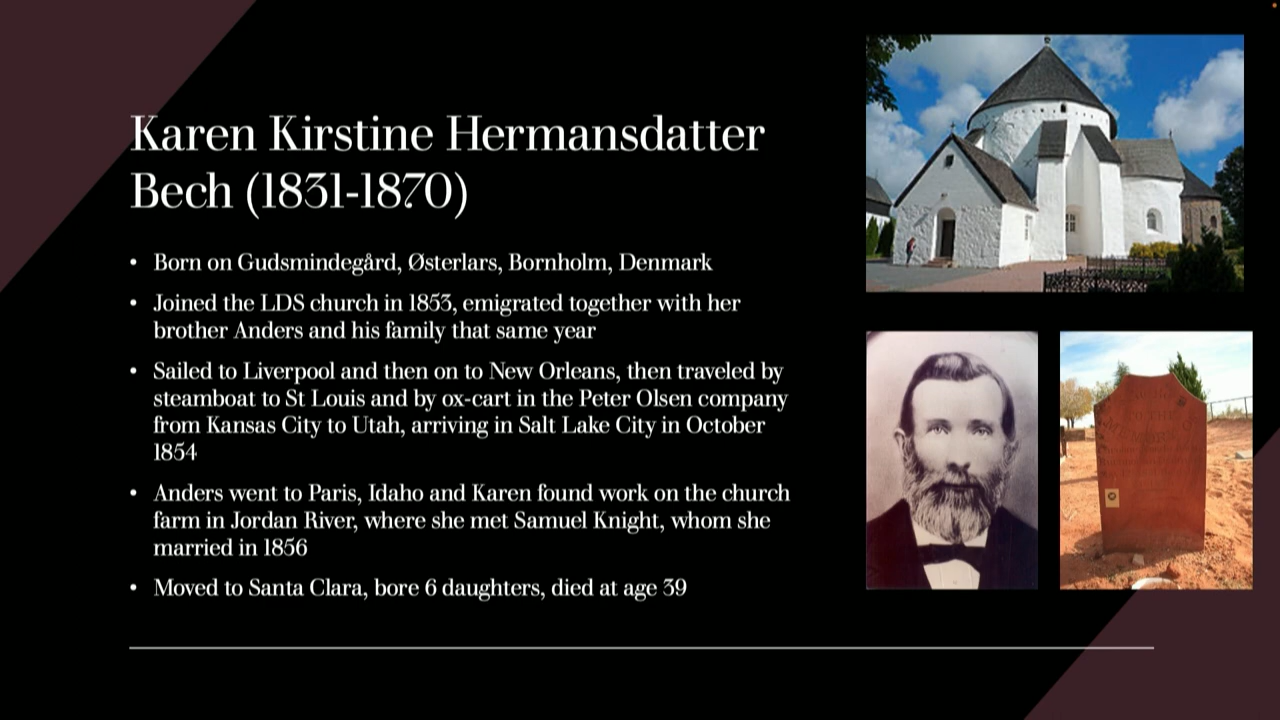 Karen Kirstine Hermansdatter
Bech (1831-1870)
• Born on Gudsmindegård, Østerlars, Bornholm, Denmark
• Joined the LDS church in 1853, emigrated together with her
brother Anders and his family that same year
• Sailed to Liverpool and then on to New Orleans, then traveled by
steamboat to St Louis and by ox-cart in the Peter Olsen company
from Kansas City to Utah, arriving in Salt Lake City in October
1854
• Anders went to Paris, Idaho and Karen found work on the church
farm in Jordan River, where she met Samuel Knight, whom she
married in 1856
• Moved to Santa Clara, bore 6 daughters, died at age 39